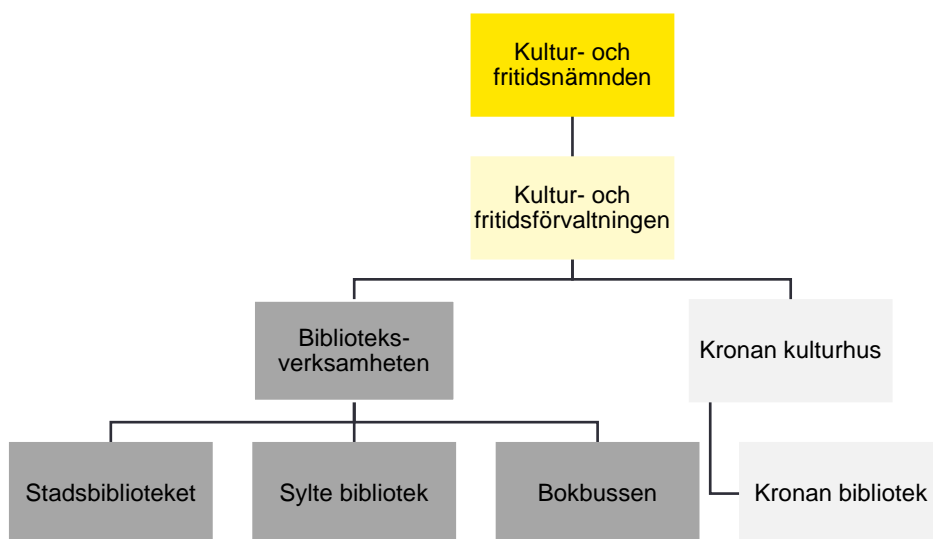 Kultur- och
fritidsnämnden
Kultur- och
fritidsförvaltningen
Biblioteks-
verksamheten
Kronan kulturhus
Stadsbiblioteket
Sylte bibliotek
Bokbussen
Kronan bibliotek